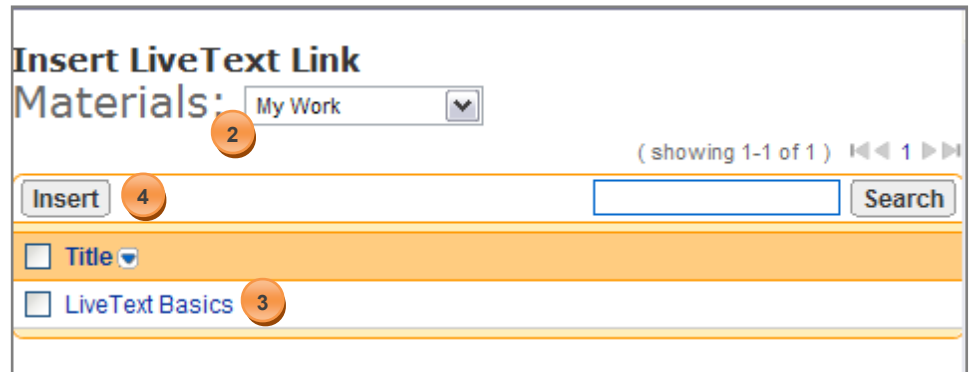 Insert LiveText Link
Materials: My Work
2
( showing 1-1 of 1 ) 1
Insert 4 Search
Title
LiveText Basics 3